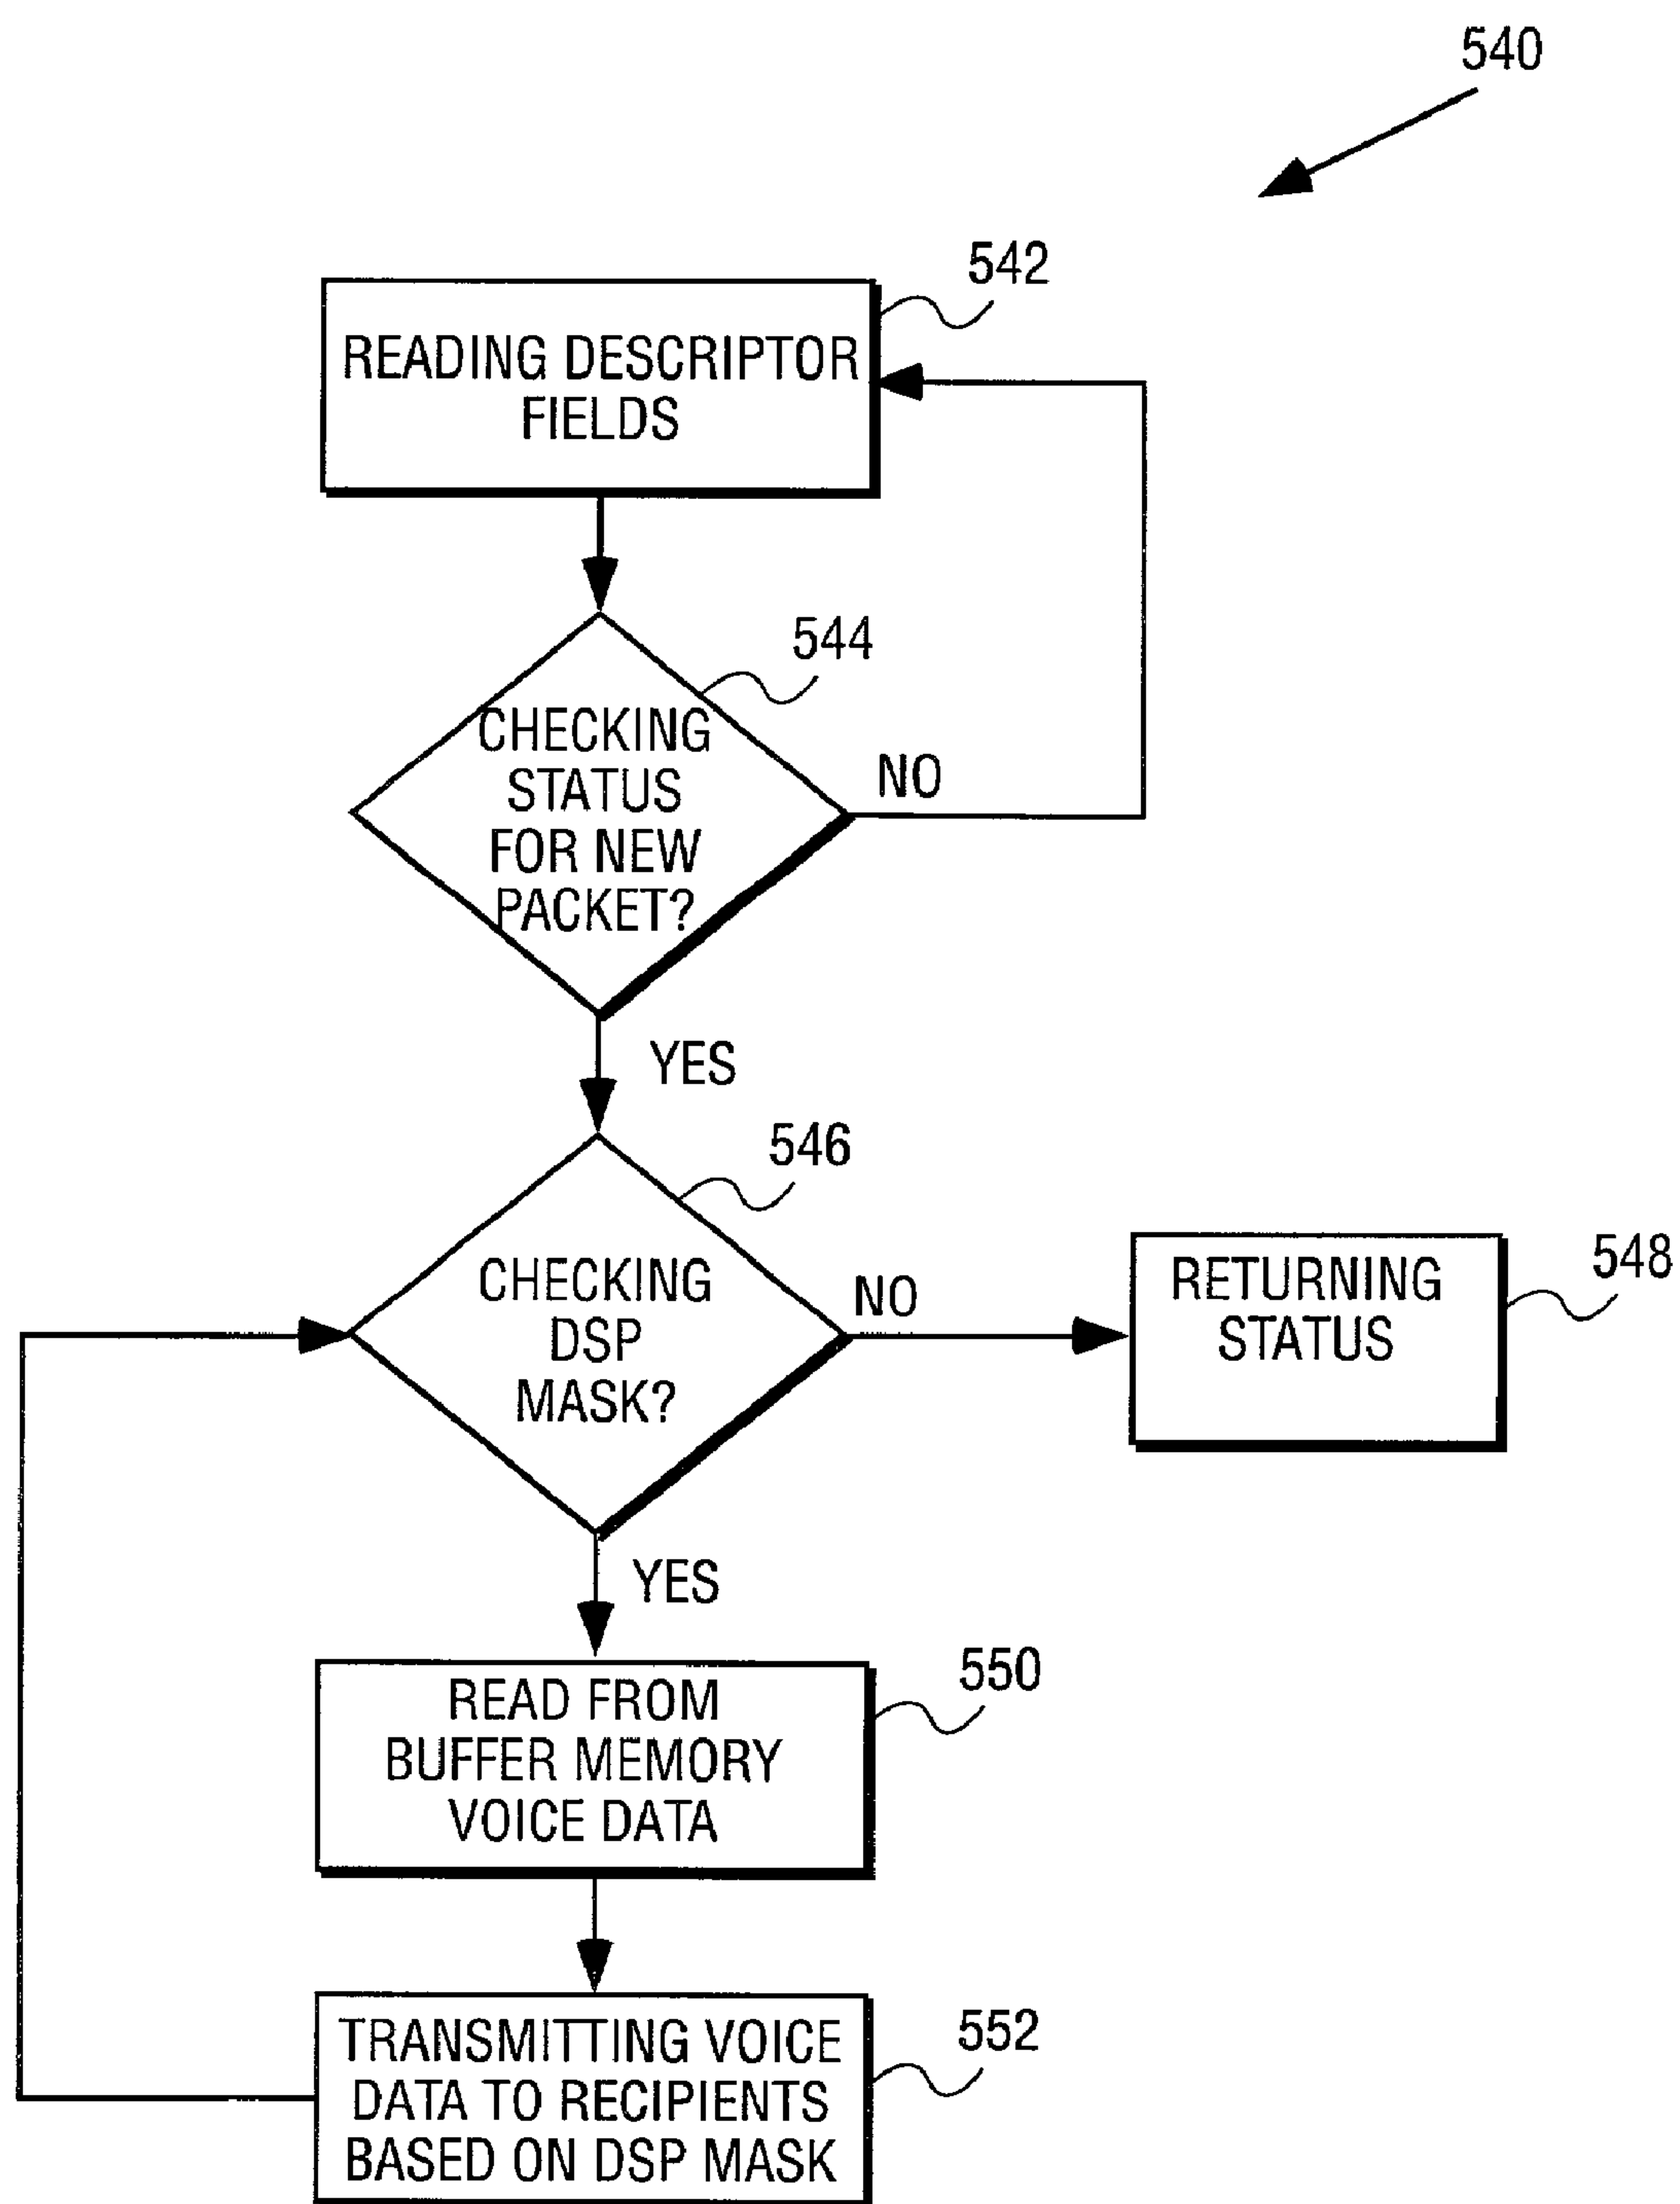 540
542
READING DESCRIPTOR
FIELDS
544
CHECKING
STATUS
FOR NEW
PACKET?
NO
YES
546
CHECKING
DSP
MASK?
NO
548
RETURNING
STATUS
YES
550
READ FROM
BUFFER MEMORY
VOICE DATA
552
TRANSMITTING VOICE
DATA TO RECIPIENTS
BASED ON DSP MASK